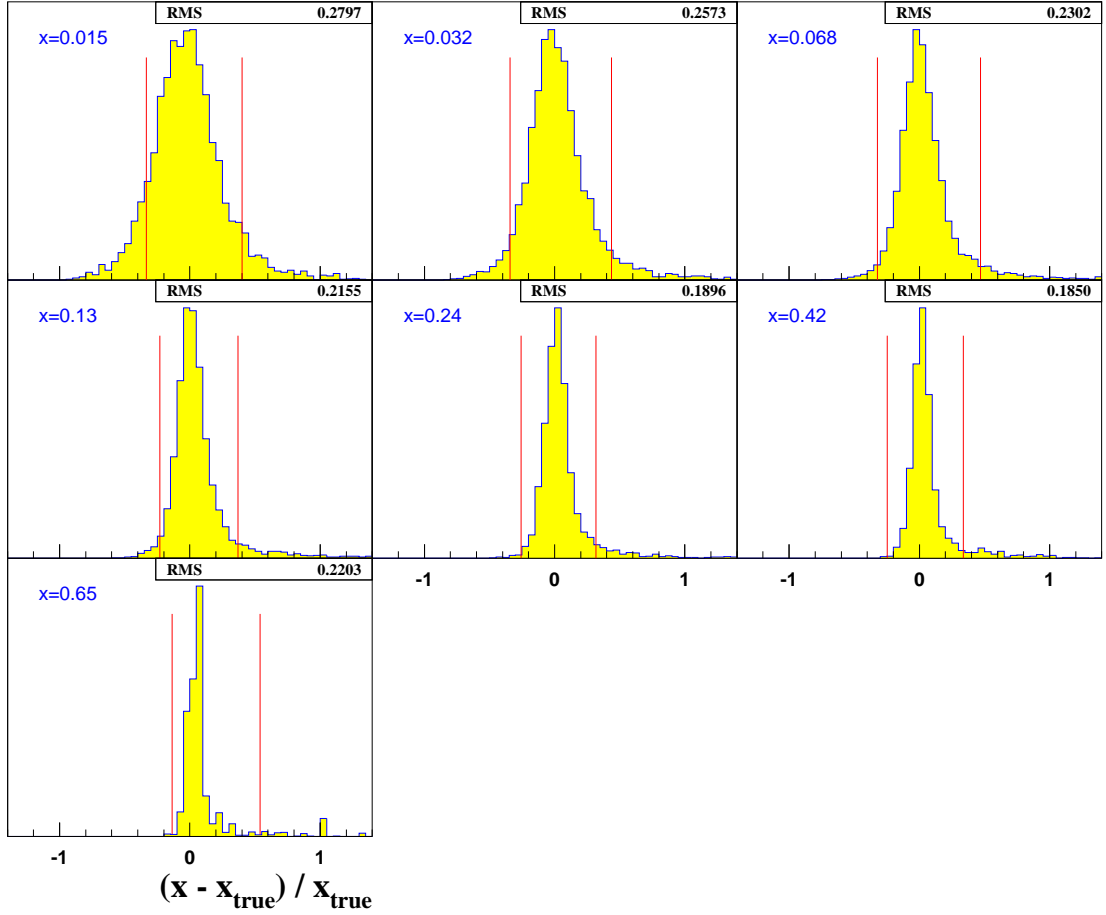 RMS 0.2797
x=0.015
RMS 0.2573
x=0.032
RMS 0.2302
x=0.068
RMS 0.2155
x=0.13
RMS 0.1896
x=0.24
RMS 0.1850
x=0.42
-1 0 1
-1 0 1
RMS 0.2203
x=0.65
-1 0 1
(x - x_true) / x_true